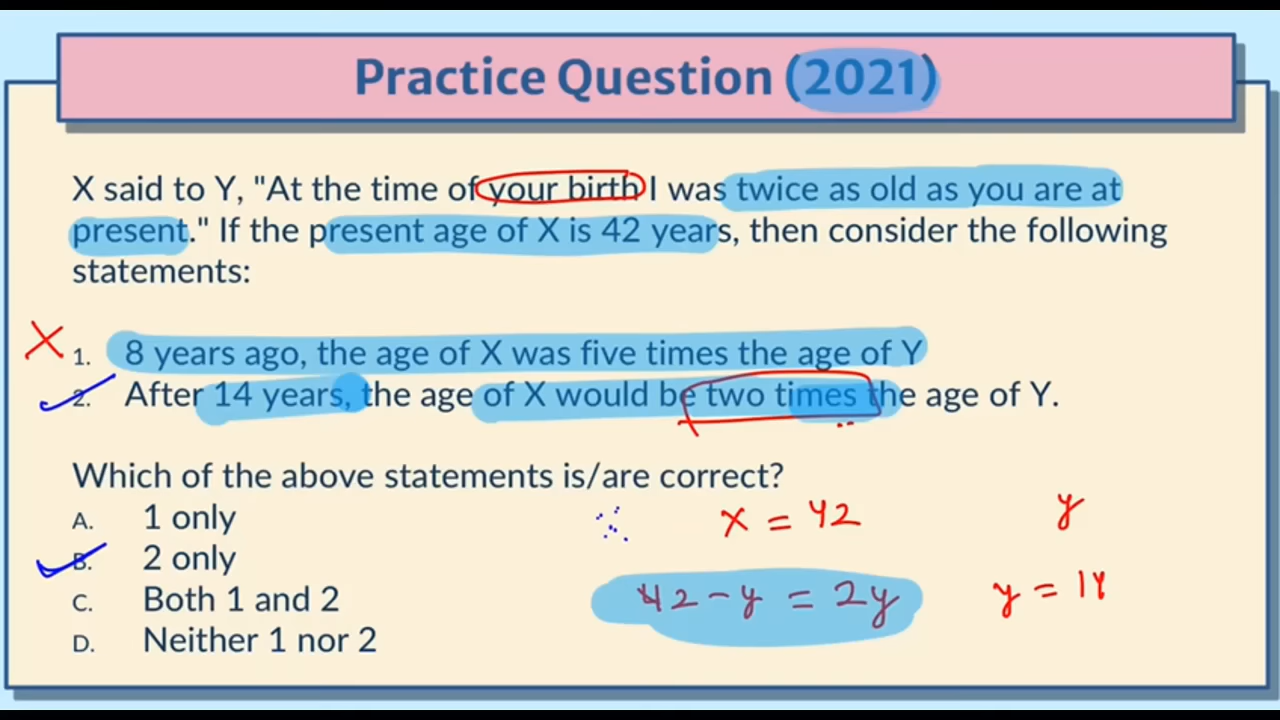 Practice Question (2021)
X said to Y, "At the time of your birth I was twice as old as you are at
present." If the present age of X is 42 years, then consider the following
statements:
1. 8 years ago, the age of X was five times the age of Y
2. After 14 years, the age of X would be two times the age of Y.
Which of the above statements is/are correct?
A. 1 only
B. 2 only
C. Both 1 and 2
D. Neither 1 nor 2
x = 42 y
42 - y = 2y y = 14